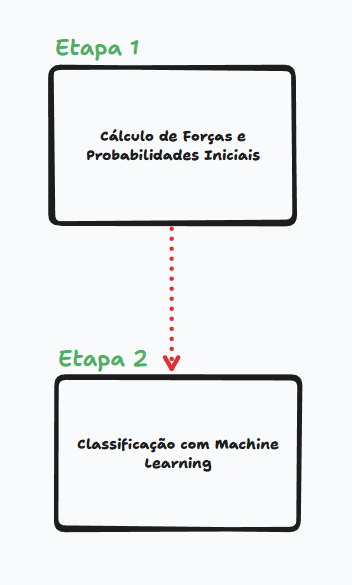 Etapa 1
Cálculo de Forças e
Probabilidades Iniciais
Etapa 2
Classificação com Machine
Learning